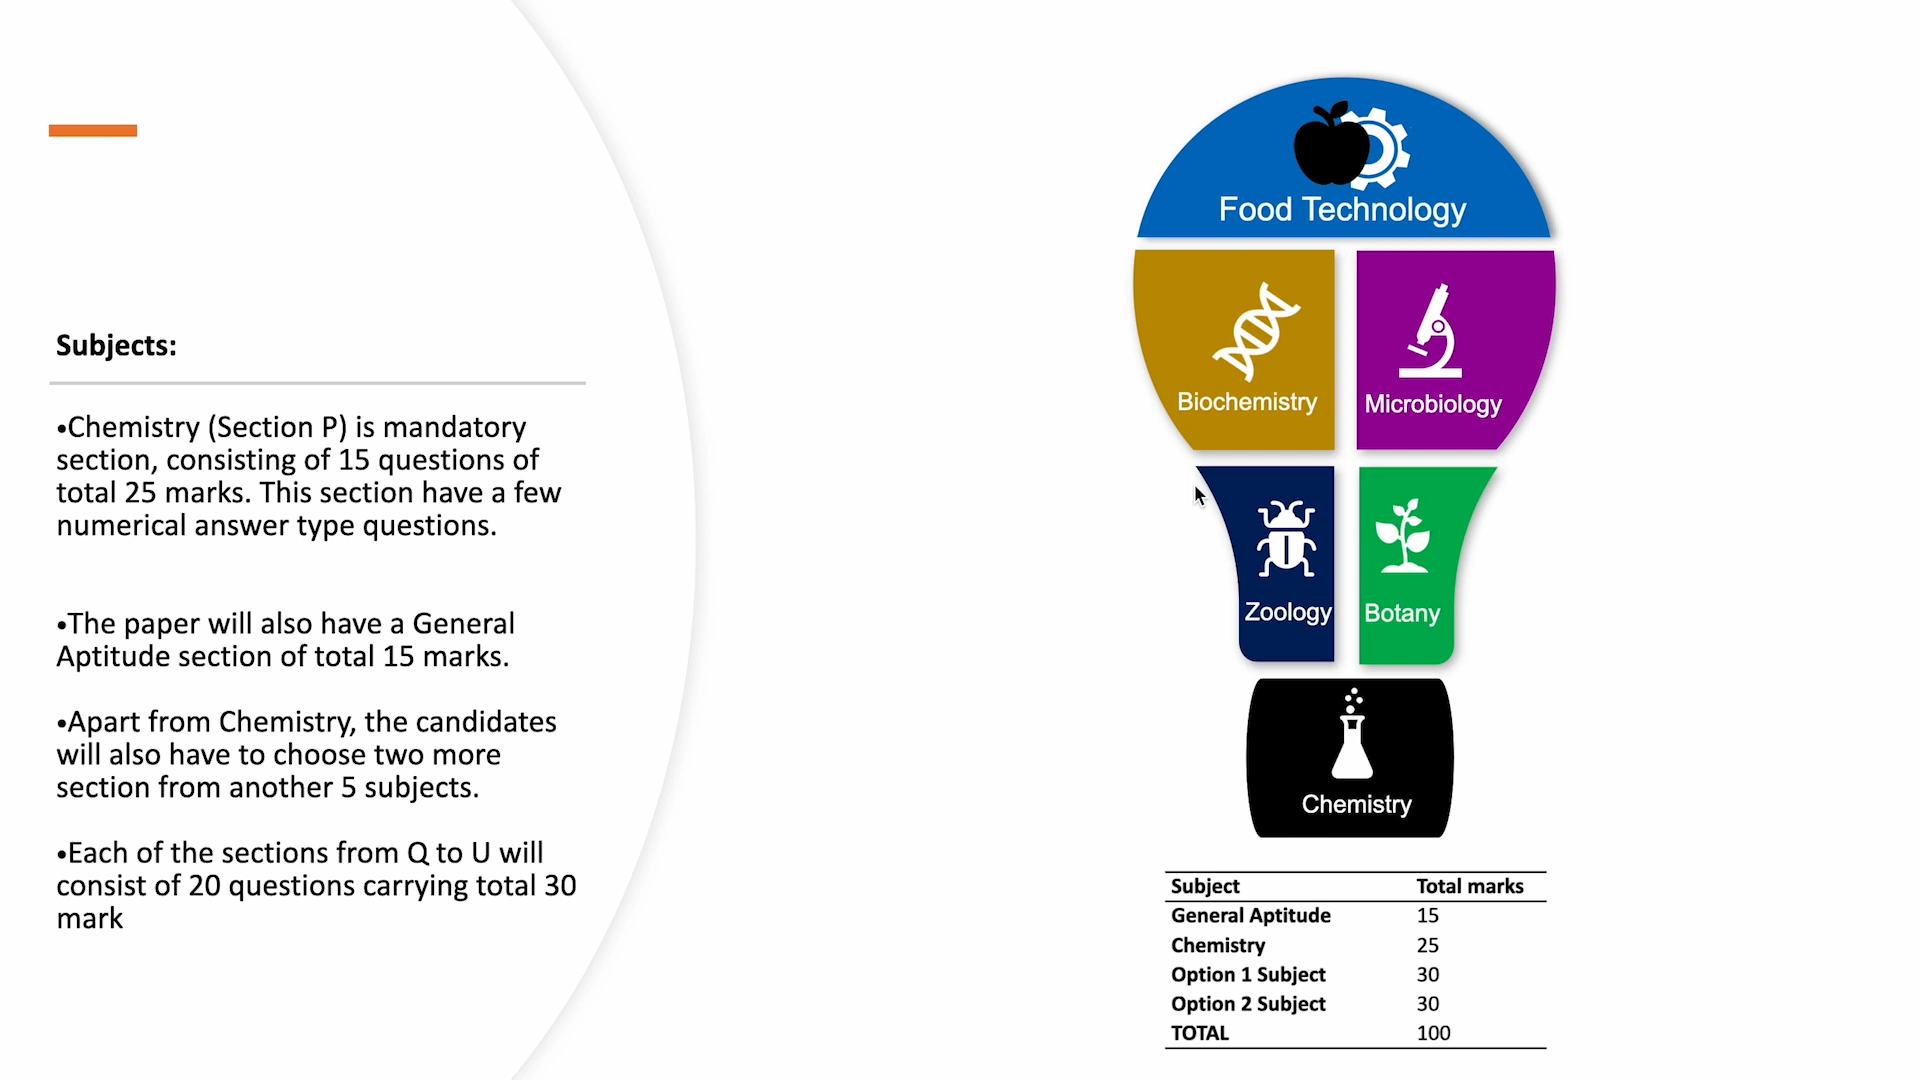 Subjects:
•Chemistry (Section P) is mandatory
section, consisting of 15 questions of
total 25 marks. This section have a few
numerical answer type questions.
•The paper will also have a General
Aptitude section of total 15 marks.
•Apart from Chemistry, the candidates
will also have to choose two more
section from another 5 subjects.
•Each of the sections from Q to U will
consist of 20 questions carrying total 30
mark
Food Technology
Biochemistry
Microbiology
Zoology
Botany
Chemistry
Subject Total marks
General Aptitude 15
Chemistry 25
Option 1 Subject 30
Option 2 Subject 30
TOTAL 100